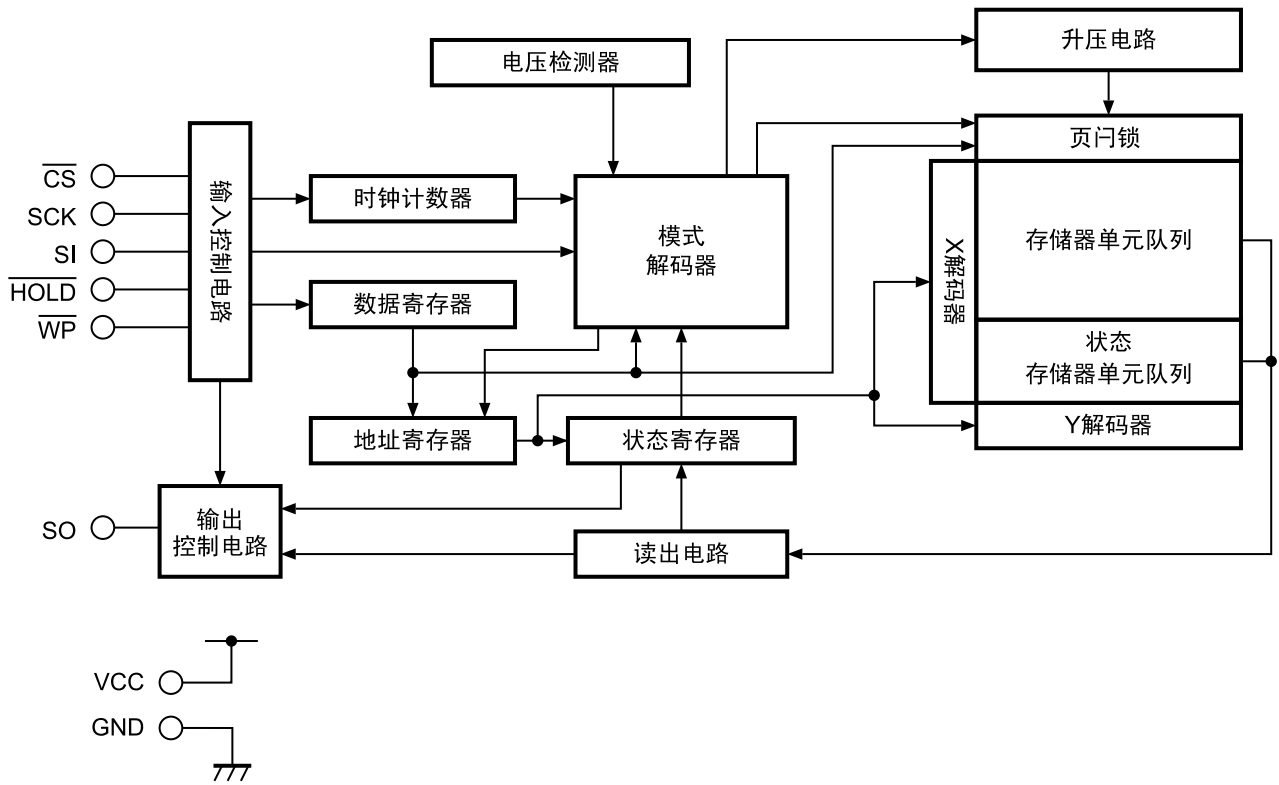 升压电路
电压检测器
页闩锁
CS
SCK
SI
HOLD
WP
输入控制电路
时钟计数器
数据寄存器
模式
解码器
X解码器
存储器单元队列
状态
存储器单元队列
Y解码器
地址寄存器
状态寄存器
SO
输出
控制电路
读出电路
VCC
GND